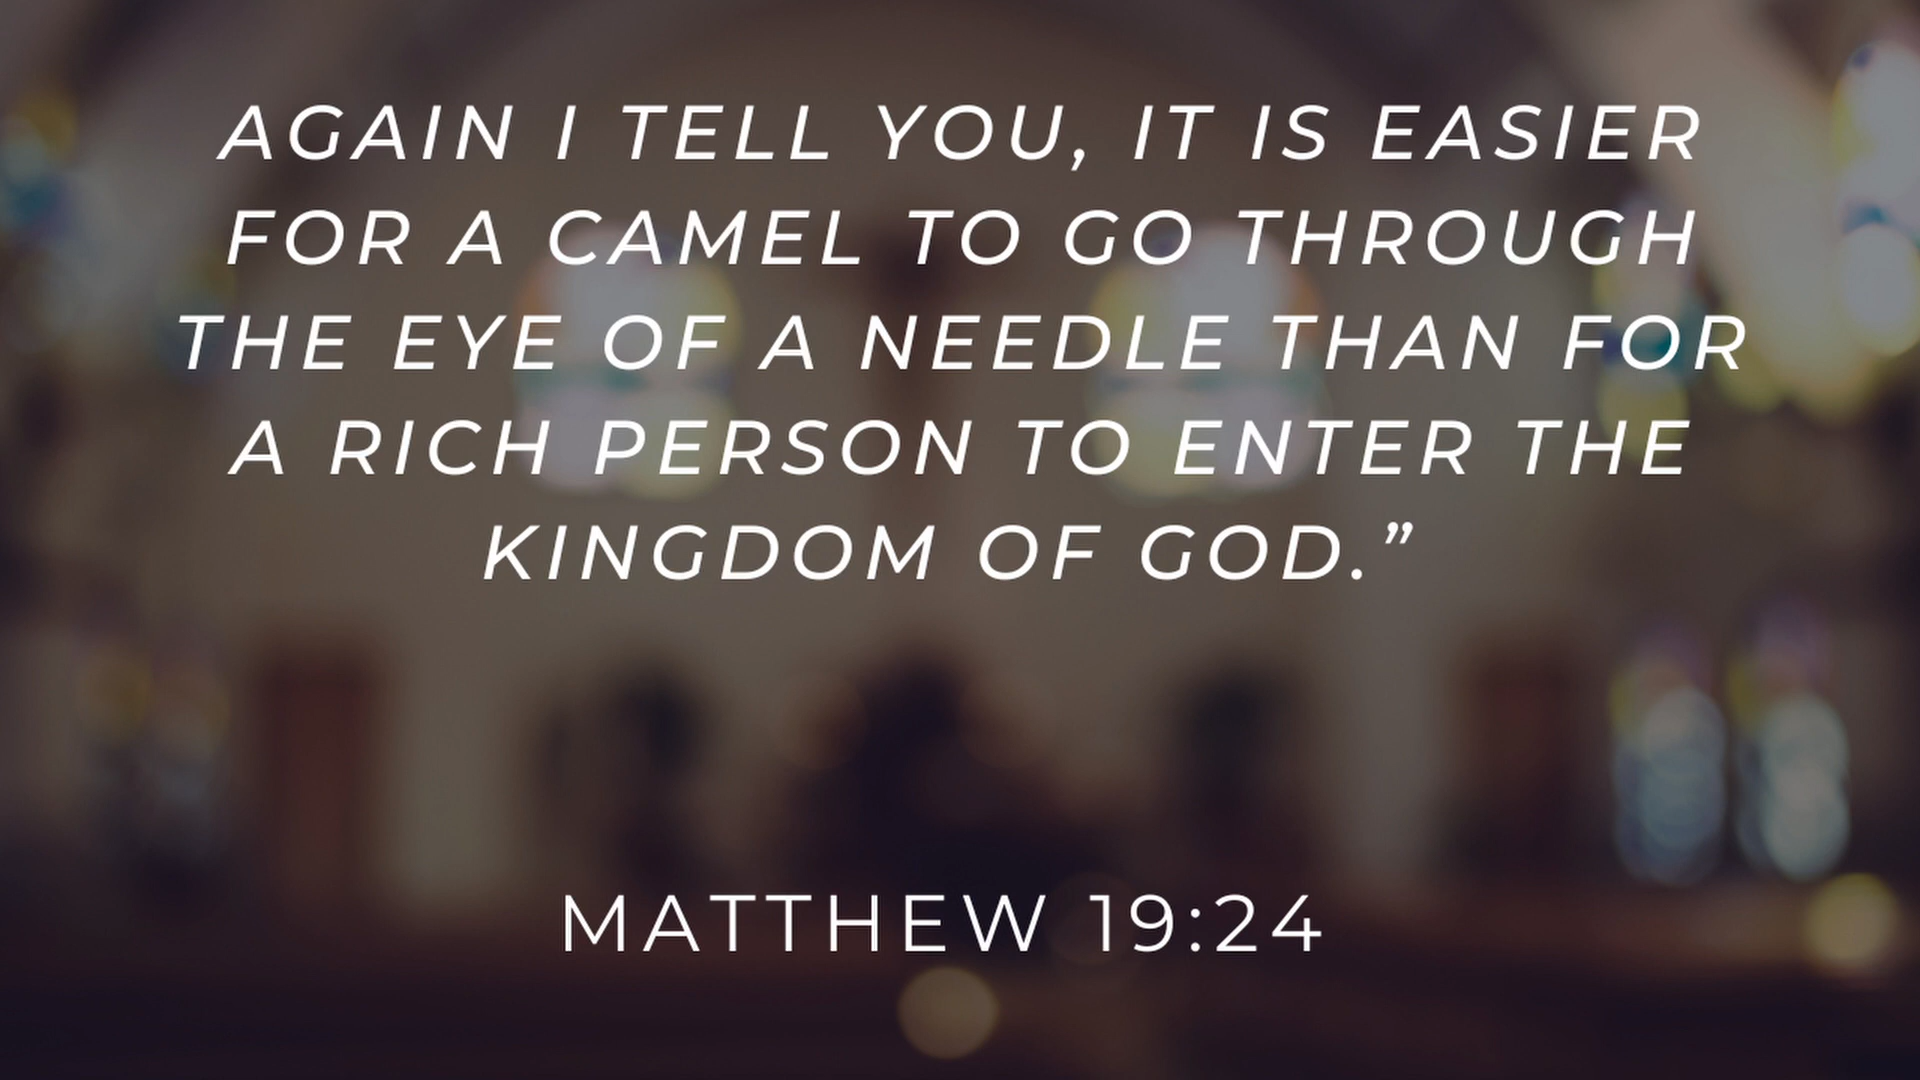 AGAIN I TELL YOU, IT IS EASIER
FOR A CAMEL TO GO THROUGH
THE EYE OF A NEEDLE THAN FOR
A RICH PERSON TO ENTER THE
KINGDOM OF GOD.”
MATTHEW 19:24